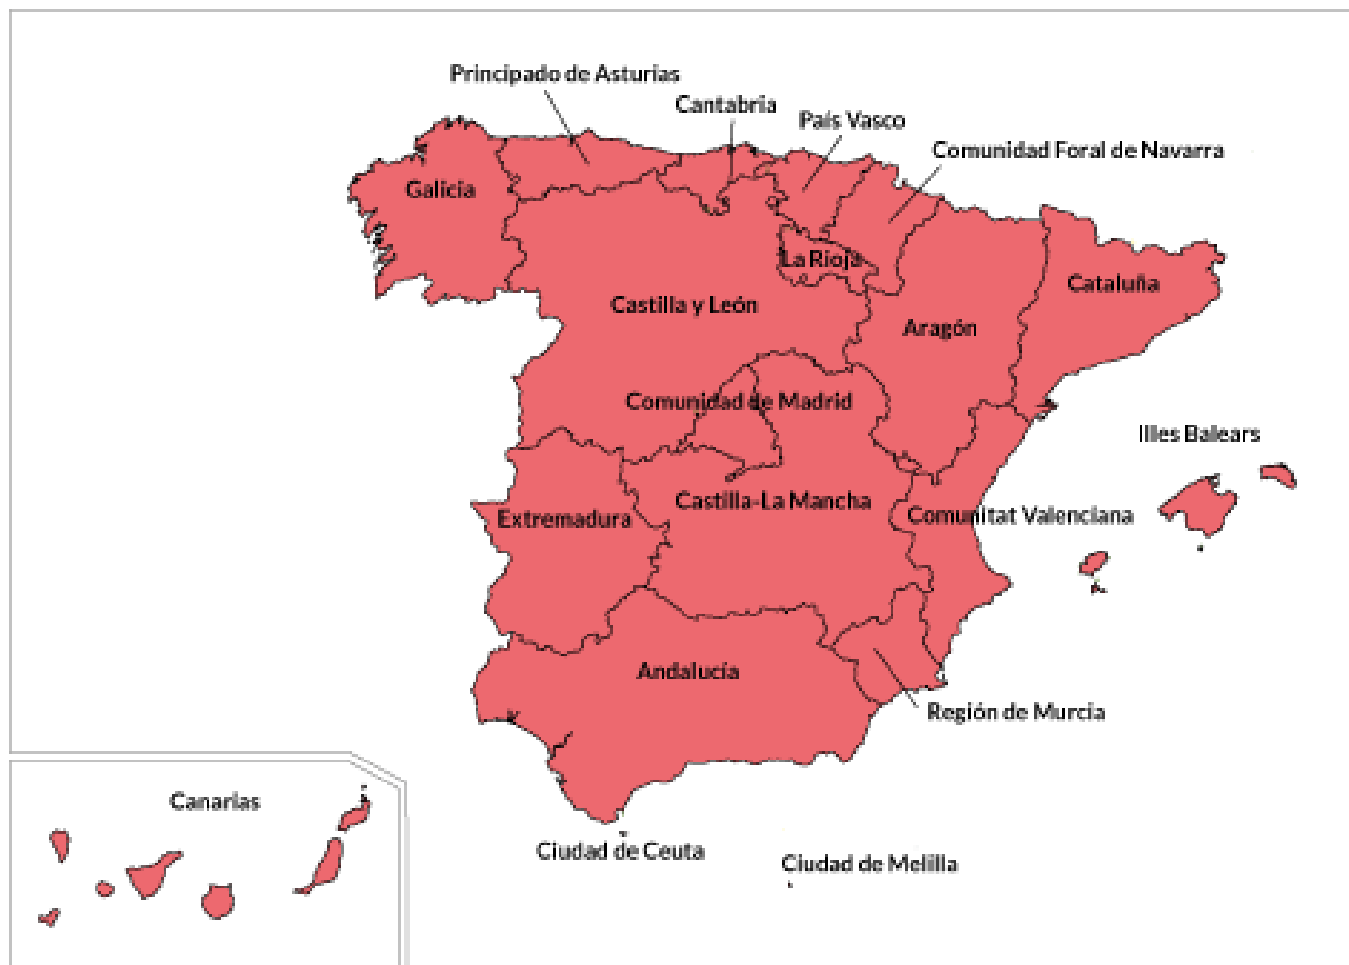 Principado de Asturias
Cantabria
País Vasco
Comunidad Foral de Navarra
Galicia
La Rioja
Cataluña
Castilla y León
Aragón
Comunidad de Madrid
Illes Balears
Castilla-La Mancha
Extremadura
Comunitat Valenciana
Andalucía
Región de Murcia
Canarias
Ciudad de Ceuta
Ciudad de Melilla